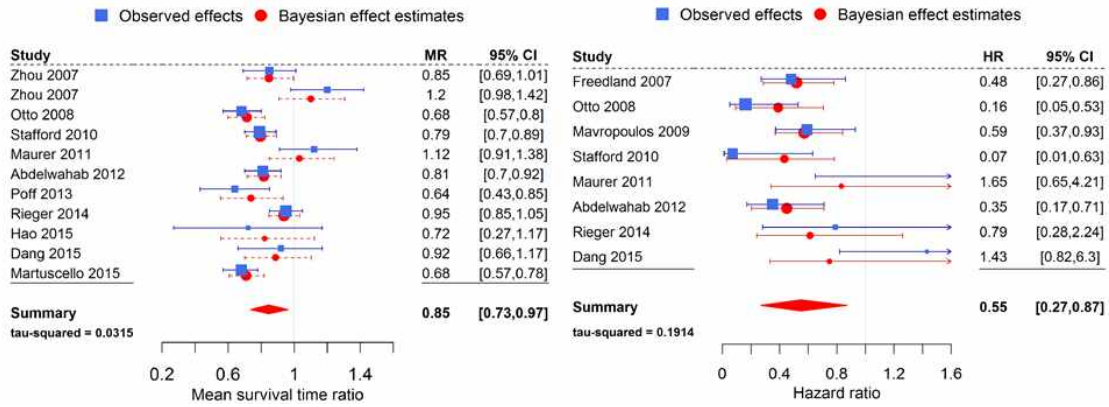 Observed effects Bayesian effect estimates
Study MR 95% CI
Zhou 2007 0.85 [0.69,1.01]
Zhou 2007 1.2 [0.98,1.42]
Otto 2008 0.68 [0.57,0.8]
Stafford 2010 0.79 [0.7,0.89]
Maurer 2011 1.12 [0.91,1.38]
Abdelwahab 2012 0.81 [0.7,0.92]
Poff 2013 0.64 [0.43,0.85]
Rieger 2014 0.95 [0.85,1.05]
Hao 2015 0.72 [0.27,1.17]
Dang 2015 0.92 [0.66,1.17]
Martuscello 2015 0.68 [0.57,0.78]
Summary 0.85 [0.73,0.97]
tau-squared = 0.0315
0.2 0.6 1 1.4
Mean survival time ratio
Observed effects Bayesian effect estimates
Study HR 95% CI
Freedland 2007 0.48 [0.27,0.86]
Otto 2008 0.16 [0.05,0.53]
Mavropoulos 2009 0.59 [0.37,0.93]
Stafford 2010 0.07 [0.01,0.63]
Maurer 2011 1.65 [0.65,4.21]
Abdelwahab 2012 0.35 [0.17,0.71]
Rieger 2014 0.79 [0.28,2.24]
Dang 2015 1.43 [0.82,6.3]
Summary 0.55 [0.27,0.87]
tau-squared = 0.1914
0 0.4 0.8 1.2 1.6
Hazard ratio